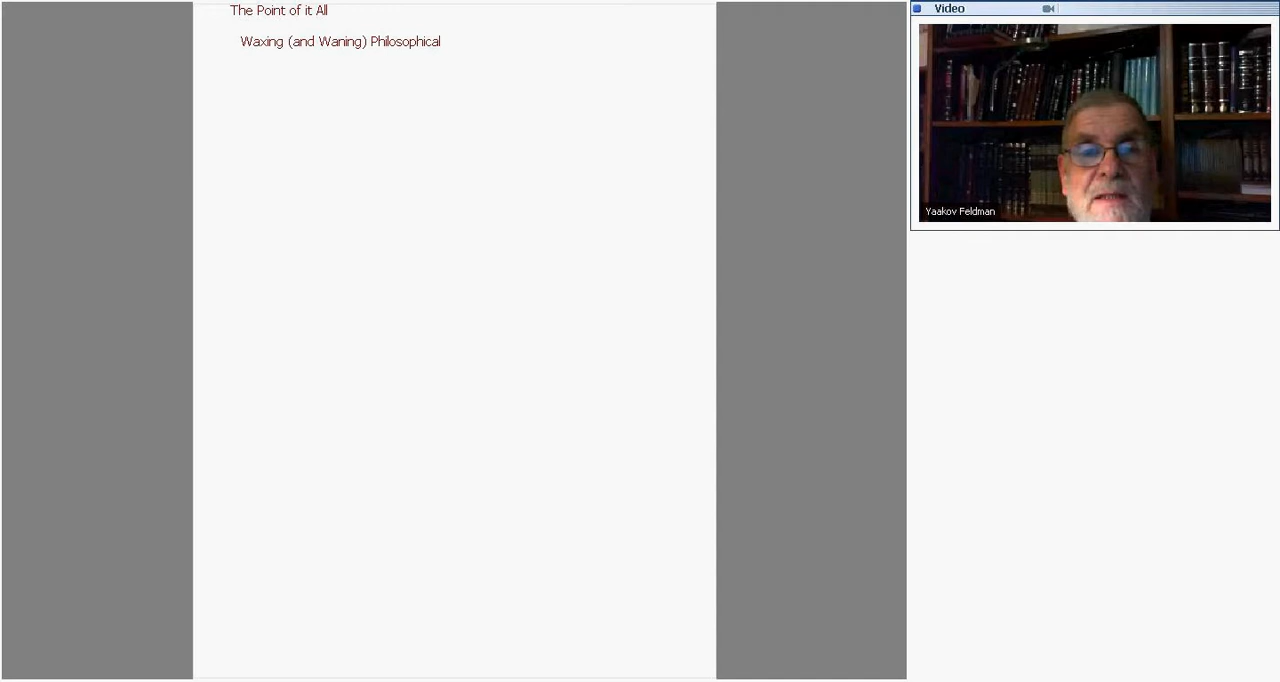 The Point of it All
Waxing (and Waning) Philosophical
Video
Yaakov Feldman